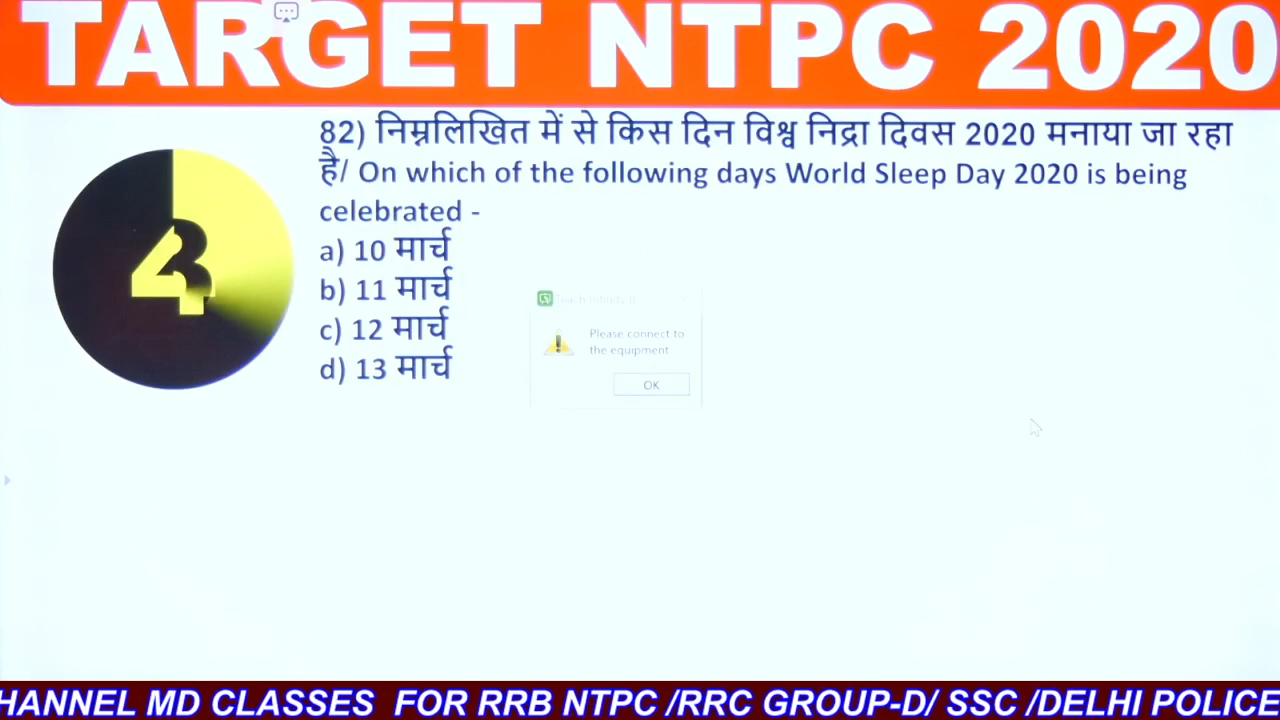 TARGET NTPC 2020
82) निम्नलिखित में से किस दिन विश्व निद्रा दिवस 2020 मनाया जा रहा
है/ On which of the following days World Sleep Day 2020 is being
celebrated -
a) 10 मार्च
b) 11 मार्च
c) 12 मार्च
d) 13 मार्च
Please connect to
the equipment
OK
HANNEL MD CLASSES FOR RRB NTPC /RRC GROUP-D/ SSC /DELHI POLICE